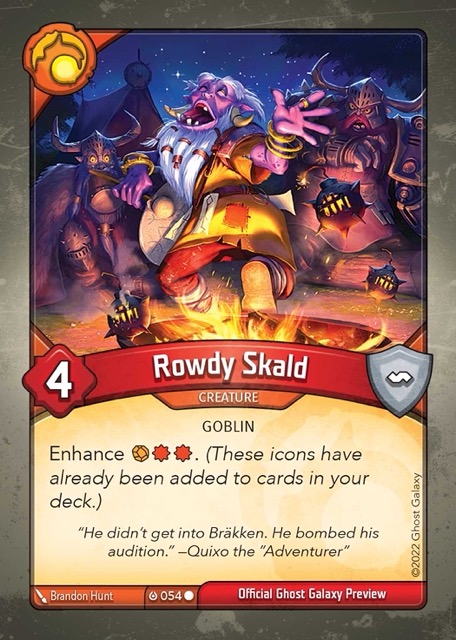 4
Rowdy Skald
CREATURE
GOBLIN
Enhance . (These icons have
already been added to cards in your
deck.)
“He didn’t get into Bräkken. He bombed his
audition.” –Quixo the “Adventurer”
©2022 Ghost Galaxy
Brandon Hunt
054
Official Ghost Galaxy Preview